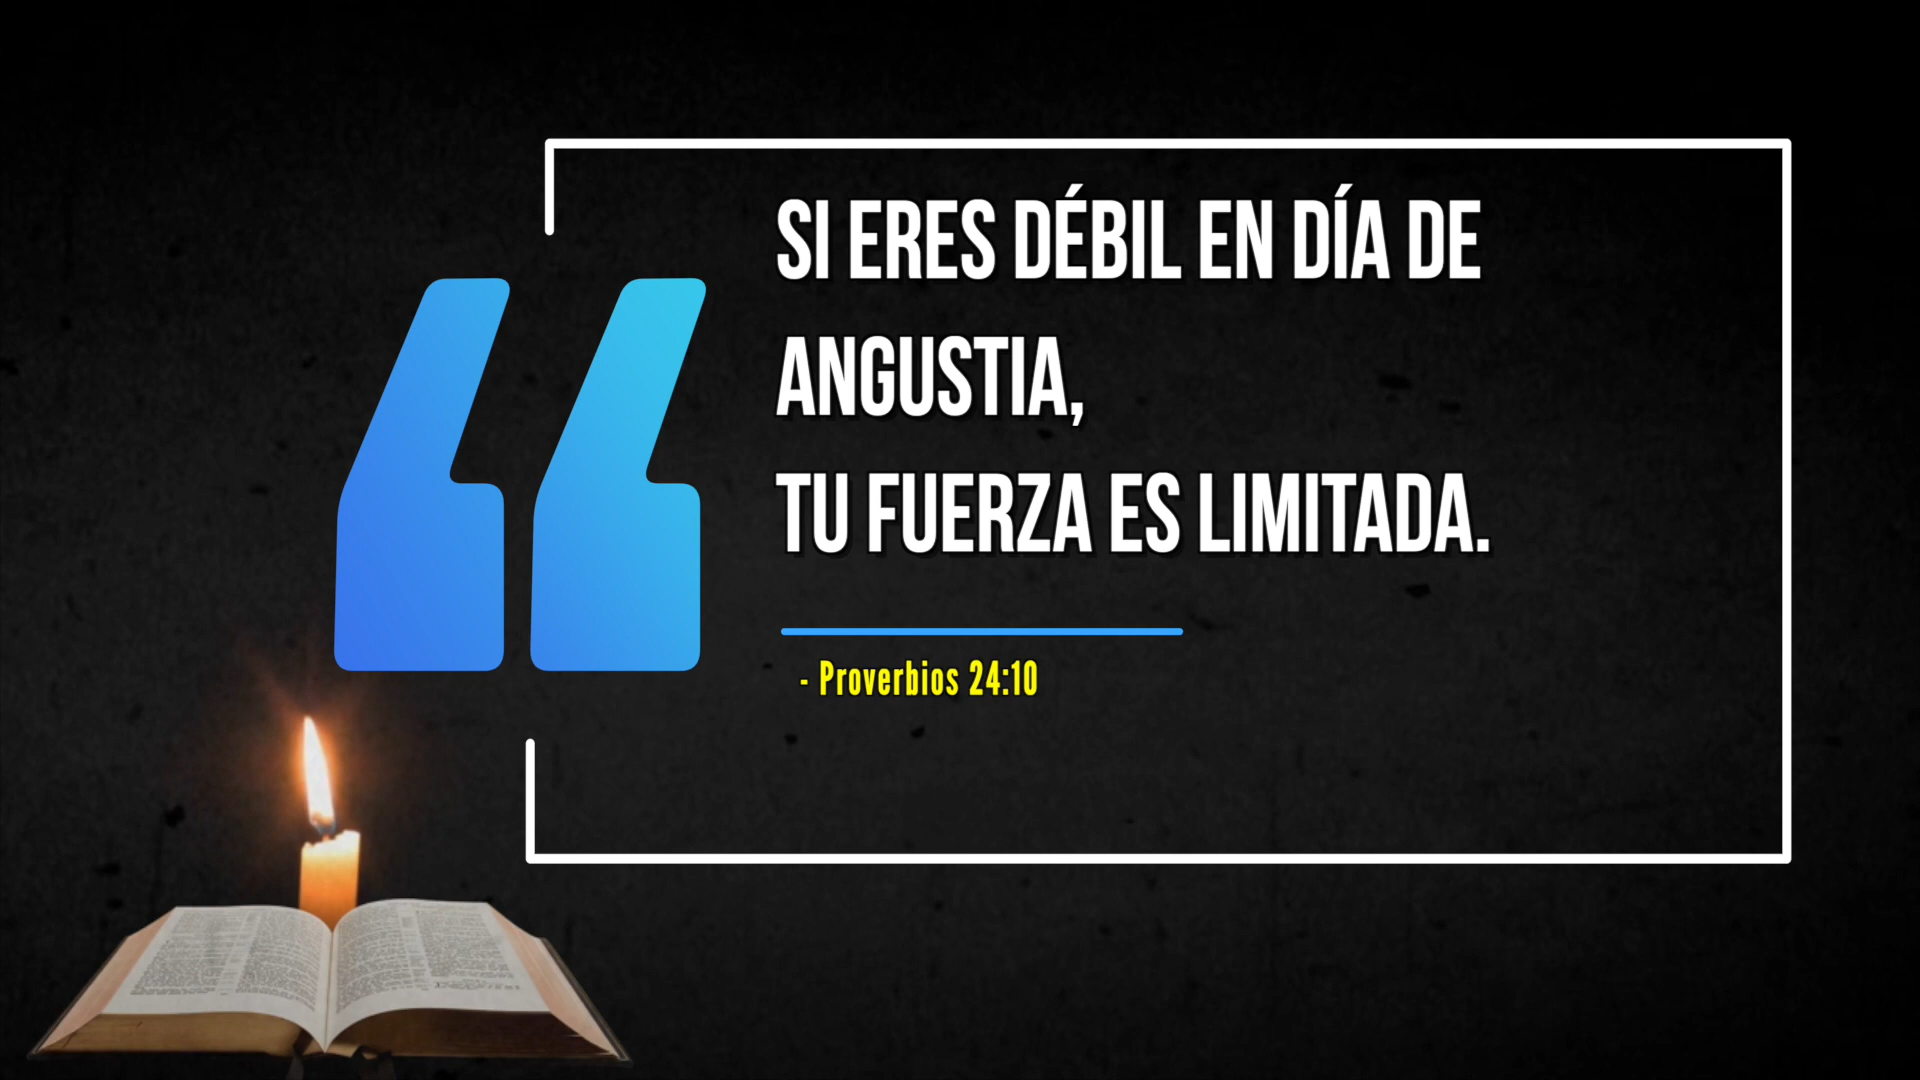 SI ERES DÉBIL EN DÍA DE
ANGUSTIA,
TU FUERZA ES LIMITADA.
- Proverbios 24:10